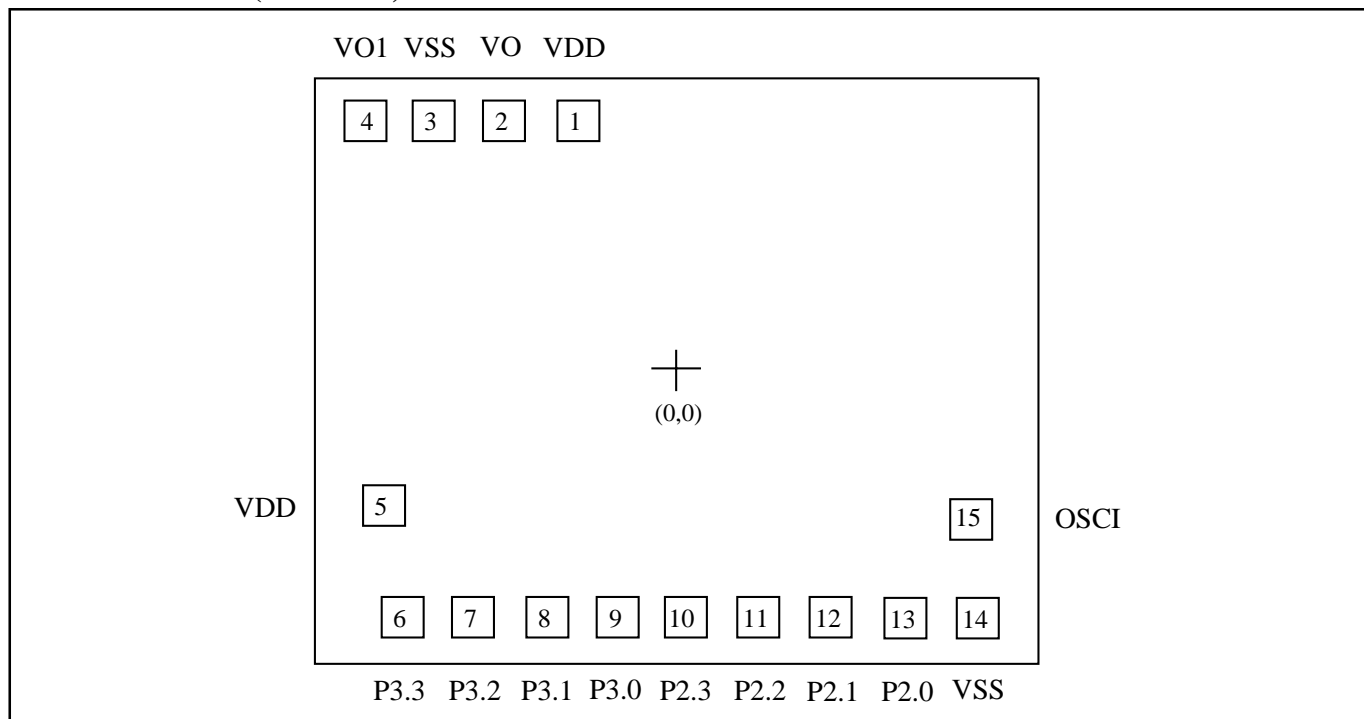 VO1 VSS VO VDD
4 3 2 1
(0,0)
VDD 5 15 OSCI
6 7 8 9 10 11 12 13 14
P3.3 P3.2 P3.1 P3.0 P2.3 P2.2 P2.1 P2.0 VSS